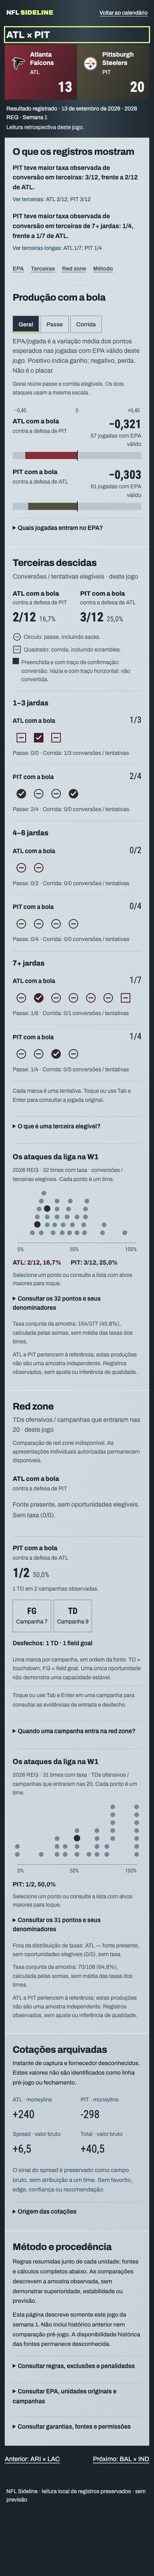 NFL SIDELINE
Voltar ao calendário
ATL × PIT
Atlanta Falcons
ATL
13
Pittsburgh Steelers
PIT
20
Resultado registrado · 13 de setembro de 2026 · 2026
REG · Semana 1
Leitura retrospectiva deste jogo.
O que os registros mostram
PIT teve maior taxa observada de
conversão em terceiras: 3/12, frente a 2/12
de ATL.
Ver terceiras: ATL 2/12; PIT 3/12
PIT teve maior taxa observada de
conversão em terceiras de 7+ jardas: 1/4,
frente a 1/7 de ATL.
Ver terceiras longas: ATL 1/7; PIT 1/4
EPA Terceiras Red zone Método
Produção com a bola
Geral Passe Corrida
EPA/jogada é a variação média dos pontos
esperados nas jogadas com EPA válido deste
jogo. Positivo indica ganho; negativo, perda.
Não é o placar.
Geral reúne passe e corrida elegíveis. Os dois
ataques usam a mesma escala.
−0,40 0 +0,40
ATL com a bola
contra a defesa de PIT
−0,321
57 jogadas com EPA
válido
PIT com a bola
contra a defesa de ATL
−0,303
61 jogadas com EPA
válido
Quais jogadas entram no EPA?
Terceiras descidas
Conversões / tentativas elegíveis · deste jogo
ATL com a bola
contra a defesa de PIT
2/12 16,7%
PIT com a bola
contra a defesa de ATL
3/12 25,0%
Círculo: passe, incluindo sacks.
Quadrado: corrida, incluindo scrambles.
Preenchida e com traço de confirmação:
conversão. Vazia e com traço horizontal: não
convertida.
1–3 jardas
ATL com a bola 1/3
Passe: 0/0 · Corrida: 1/3 conversões / tentativas
PIT com a bola 2/4
Passe: 2/4 · Corrida: 0/0 conversões / tentativas
4–6 jardas
ATL com a bola 0/2
Passe: 0/2 · Corrida: 0/0 conversões / tentativas
PIT com a bola 0/4
Passe: 0/4 · Corrida: 0/0 conversões / tentativas
7+ jardas
ATL com a bola 1/7
Passe: 1/6 · Corrida: 0/1 conversões / tentativas
PIT com a bola 1/4
Passe: 1/4 · Corrida: 0/0 conversões / tentativas
Cada marca é uma tentativa. Toque ou use Tab e
Enter para consultar a jogada original.
O que é uma terceira elegível?
Os ataques da liga na W1
2026 REG · 32 times com taxa · conversões /
terceiras elegíveis. Cada ponto é um time.
0% 50% 100%
ATL: 2/12, 16,7% PIT: 3/12, 25,0%
Selecione um ponto ou consulte a lista com alvos
maiores para toque.
Consultar os 32 pontos e seus
denominadores
Taxa conjunta da amostra: 154/377 (40,8%),
calculada pelas somas, sem média das taxas dos
times.
ATL e PIT pertencem à referência; estas produções
não são uma amostra independente. Registros
observados, sem ajuste para inferência de qualidade.
Red zone
TDs ofensivos / campanhas que entraram nas
20 · deste jogo
Comparação de red indisponível. As
proporções individuais autorizadas permanecem
disponíveis.
ATL com a bola
contra a defesa de PIT
Fonte presente, sem oportunidades elegíveis.
Sem taxa (0/0).
PIT com a bola
contra a defesa de ATL
1/2 50,0%
1 TD em 2 campanhas observadas.
FG
Campanha 7
TD
Campanha 9
Desfechos: 1 TD · 1 field goal
Uma marca por campanha, em ordem da fonte. TD =
touchdown; FG = field goal. Uma única oportunidade
não demonstra uma capacidade estável.
Toque ou use Tab e Enter em uma campanha para
consultar as evidências de entrada e desfecho.
Quando uma campanha entra na red zone?
Os ataques da liga na W1
2026 REG · 31 times com taxa · TDs ofensivos /
campanhas que entraram nas 20. Cada ponto é um
time.
0% 50% 100%
PIT: 1/2, 50,0%
Selecione um ponto ou consulte a lista com alvos
maiores para toque.
Consultar os 31 pontos e seus
denominadores
Fora da distribuição de taxas: ATL — fonte presente,
sem oportunidades elegíveis (0/0), sem taxa.
Taxa conjunta da amostra: 70/108 (64,8%),
calculada pelas somas, sem média das taxas dos
times.
ATL e PIT pertencem à referência; estas produções
não são uma amostra independente. Registros
observados, sem ajuste para inferência de qualidade.
Cotações arquivadas
Instante de captura e fornecedor desconhecidos.
Estes valores não são identificados como linha
pré-jogo ou fechamento.
ATL · moneyline
+240
PIT · moneyline
-298
Spread · valor bruto
+6,5
Total · valor bruto
+40,5
O sinal do spread é preservado como campo
bruto, sem atribuição a um time. Sem favorito,
edge, confiança ou recomendação.
Origem das cotações
Método e procedência
Regras resumidas junto de cada unidade; fontes
e cálculos completos abaixo. As comparações
descrevem a amostra observada, sem
demonstrar superioridade, estabilidade ou
previsão.
Esta página descreve somente este jogo da
semana 1. Não inclui histórico anterior nem
comparação pré-jogo. A disponibilidade histórica
das fontes permanece desconhecida.
Consultar regras, exclusões e penalidades
Consultar EPA, unidades originais e
campanhas
Consultar garantias, fontes e permissões
Anterior: ARI × LAC
Próximo: BAL × IND
NFL Sideline · leitura local de registros preservados · sem
previsão